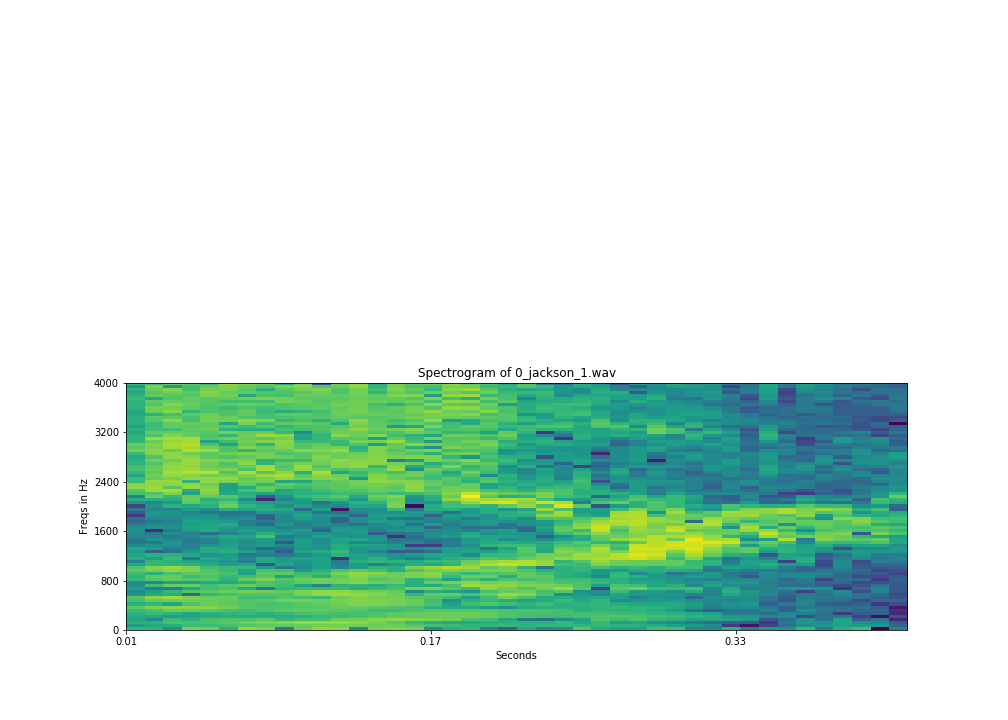 Spectrogram of 0_jackson_1.wav
4000
3200
2400
1600
800
0
Freqs in Hz
0.01 0.17 0.33
Seconds